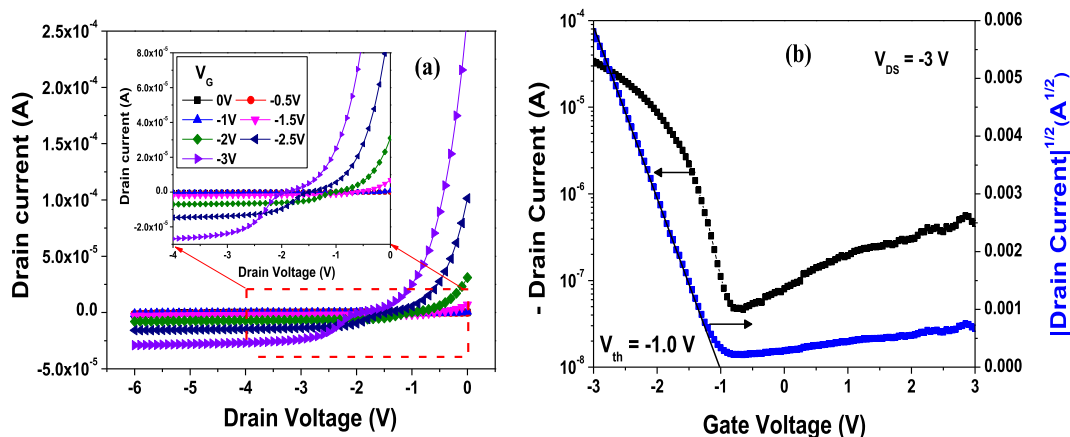 2.5x10⁻⁴
2.0x10⁻⁴
1.5x10⁻⁴
1.0x10⁻⁴
5.0x10⁻⁵
0.0
-5.0x10⁻⁵
Drain current (A)
-6 -5 -4 -3 -2 -1 0
Drain Voltage (V)
(a)
8.0x10⁻⁵
6.0x10⁻⁵
4.0x10⁻⁵
2.0x10⁻⁵
0.0
-2.0x10⁻⁵
Drain current (A)
V_G
0V -0.5V
-1V -1.5V
-2V -2.5V
-3V
-4 -3 -2 -1 0
Drain Voltage (V)
10⁻⁴
10⁻⁵
10⁻⁶
10⁻⁷
10⁻⁸
- Drain Current (A)
(b)
V_DS = -3 V
V_th = -1.0 V
-3 -2 -1 0 1 2 3
Gate Voltage (V)
0.006
0.005
0.004
0.003
0.002
0.001
0.000
|Drain Current|^1/2 (A^1/2)